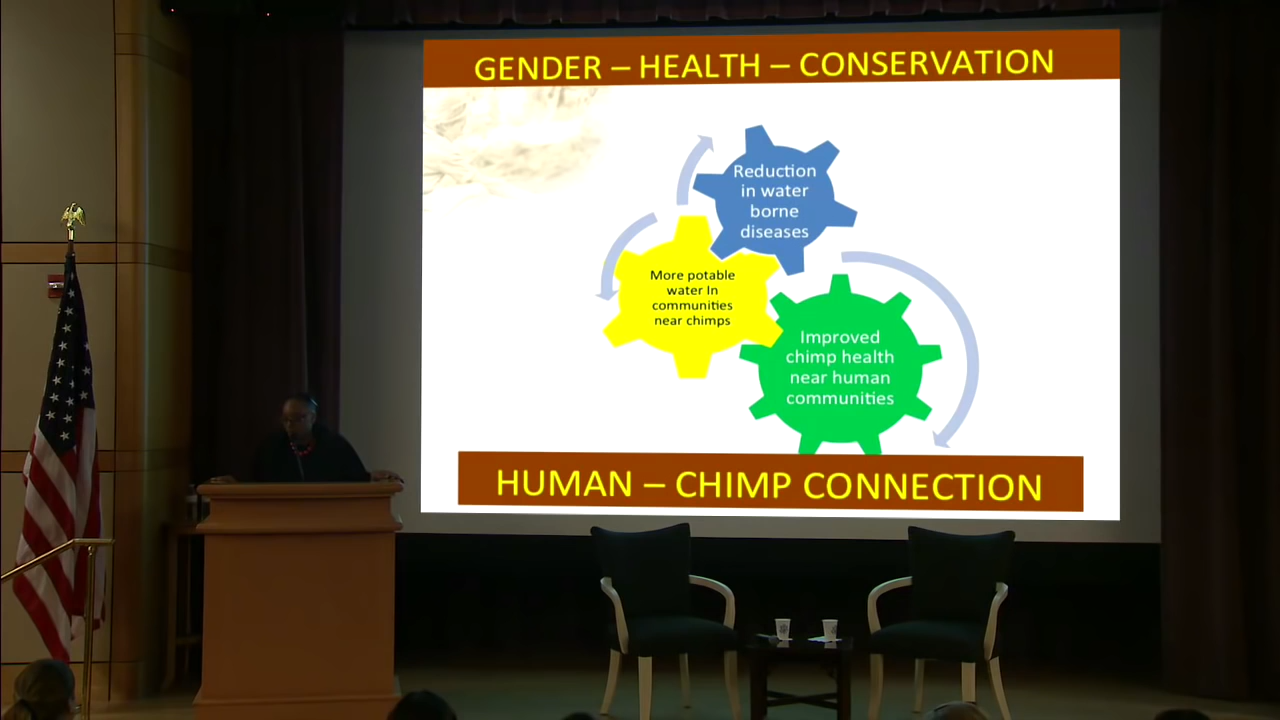 GENDER – HEALTH – CONSERVATION
Reduction
in water
borne
diseases
More potable
water In
communities
near chimps
Improved
chimp health
near human
communities
HUMAN – CHIMP CONNECTION